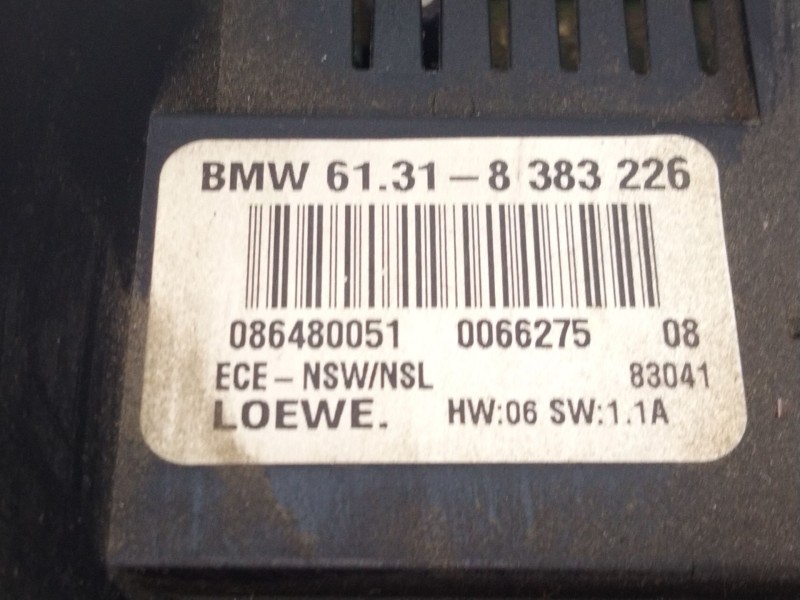 BMW 61.31-8 383 226
086480051 0066275 08
ECE-NSW/NSL 83041
LOEWE. HW:06 SW:1.1A